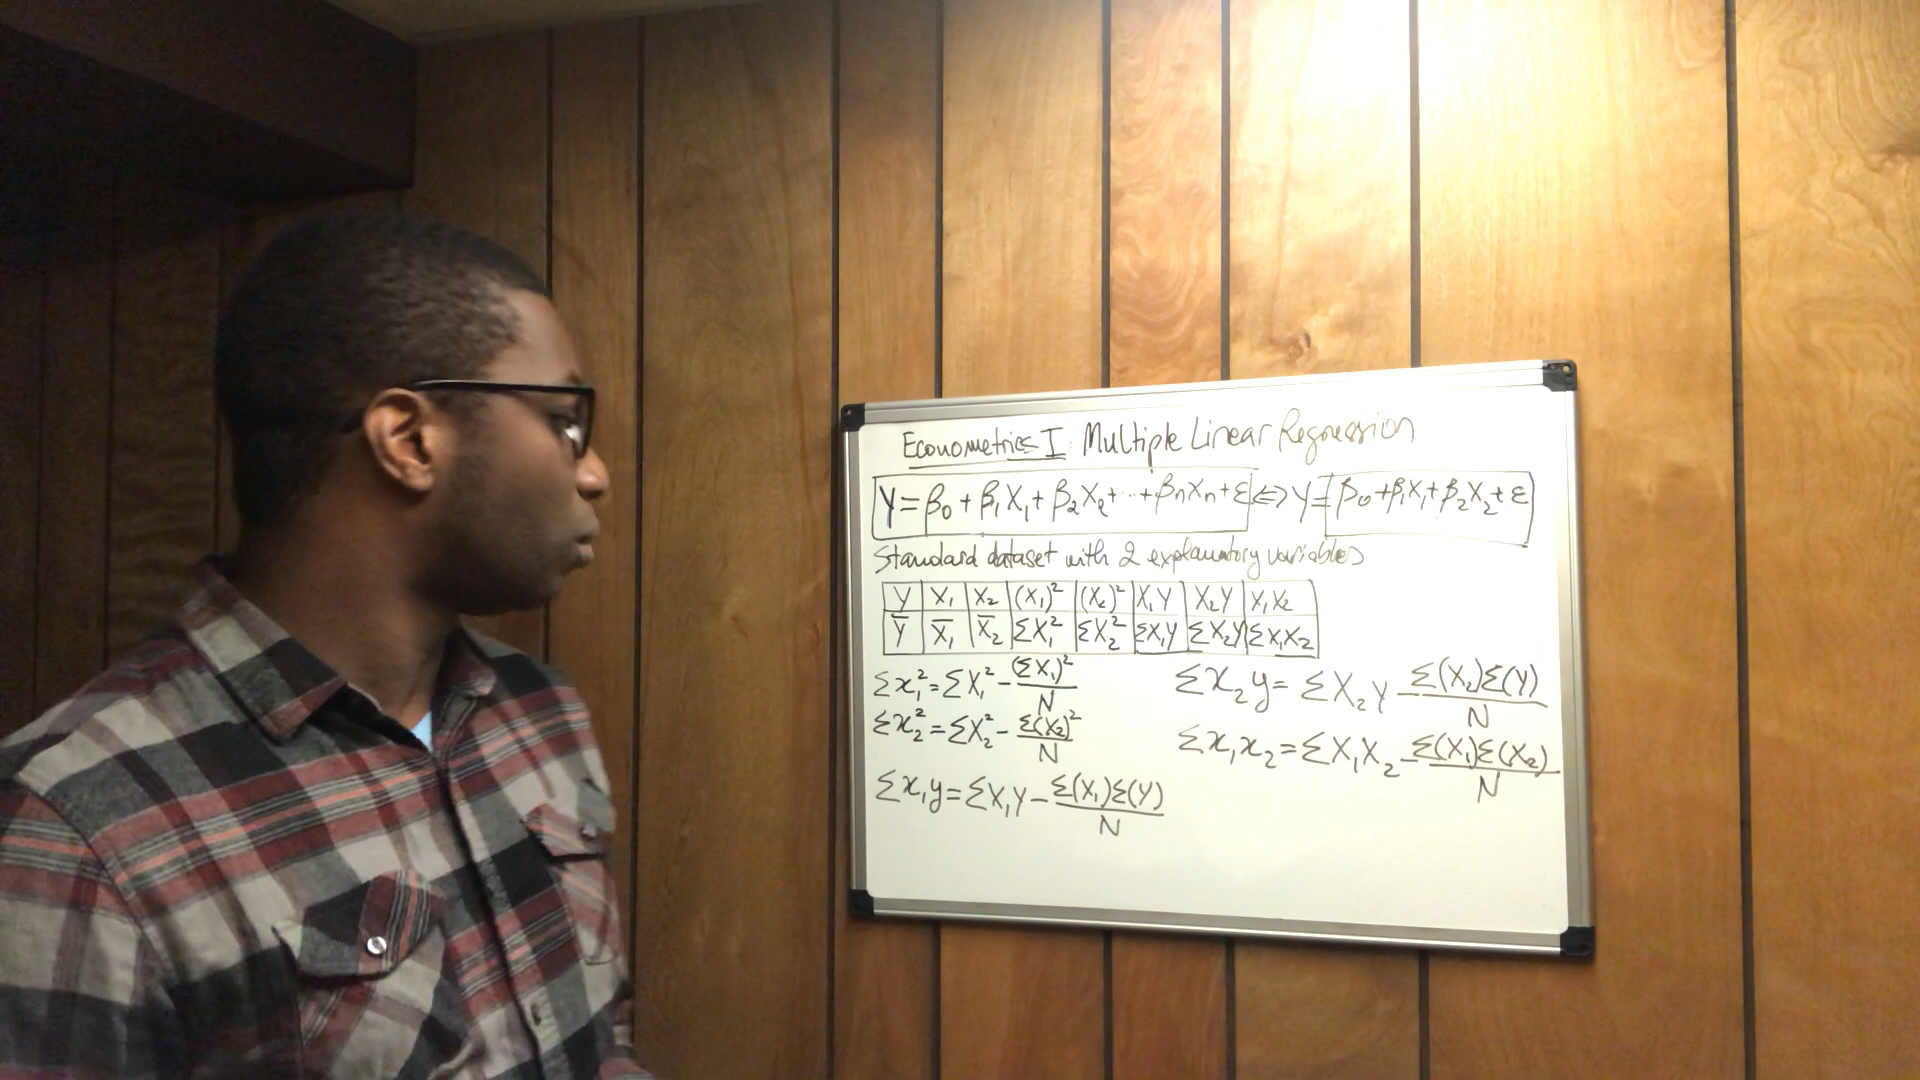 Econometrics I: Multiple Linear Regression
Y = β₀ + β₁X₁ + β₂X₂ + ... + βₙXₙ + ε ⇔ Y = β₀ + β₁X₁ + β₂X₂ + ε
Standard dataset with 2 explanatory variables
Y | X₁ | X₂ | (X₁)² | (X₂)² | X₁Y | X₂Y | X₁X₂
Ȳ | X̄₁ | X̄₂ | ΣX₁² | ΣX₂² | ΣX₁Y | ΣX₂Y | ΣX₁X₂
Σx₁² = ΣX₁² - (ΣX₁)²/N
Σx₂² = ΣX₂² - Σ(X₂)²/N
Σx₁y = ΣX₁Y - Σ(X₁)Σ(Y)/N
Σx₂y = ΣX₂Y - Σ(X₂)Σ(Y)/N
Σx₁x₂ = ΣX₁X₂ - Σ(X₁)Σ(X₂)/N